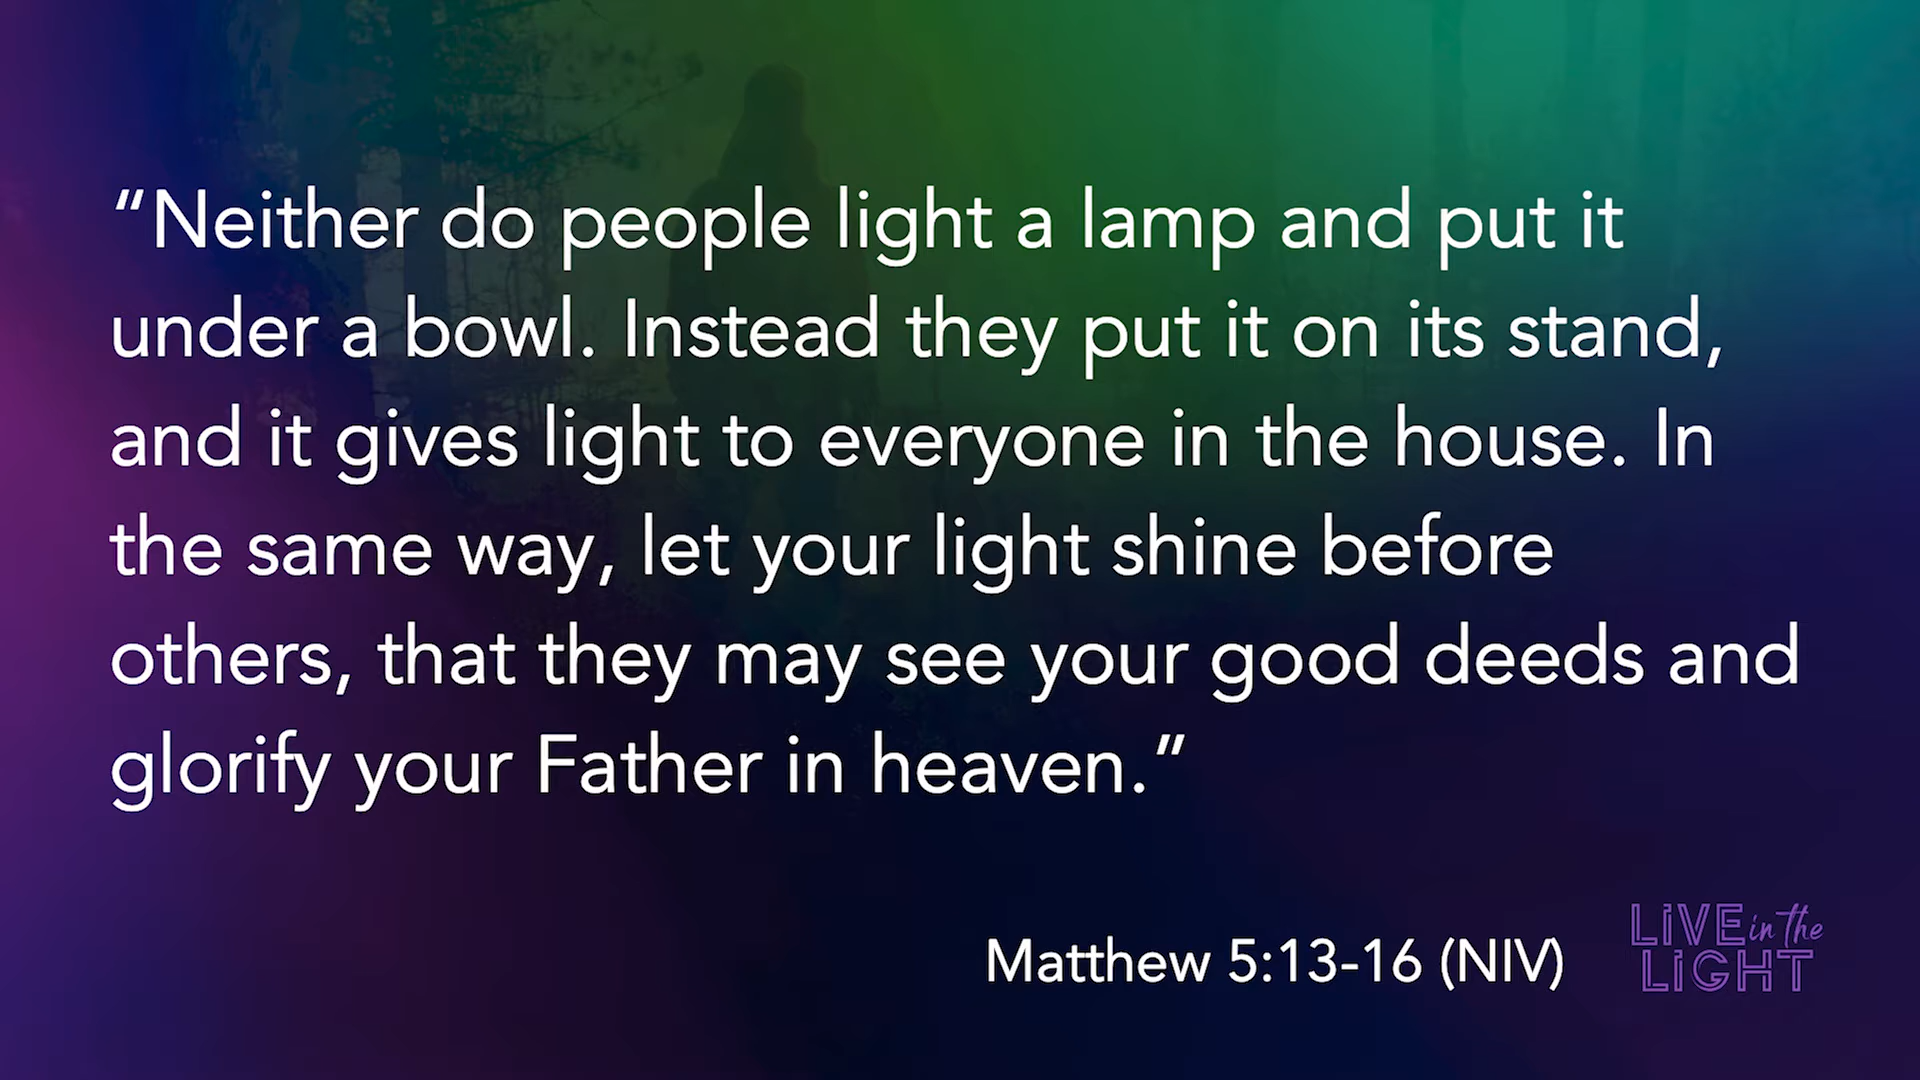 “Neither do people light a lamp and put it
under a bowl. Instead they put it on its stand,
and it gives light to everyone in the house. In
the same way, let your light shine before
others, that they may see your good deeds and
glorify your Father in heaven.”
Matthew 5:13-16 (NIV)
LIVE in the
LIGHT